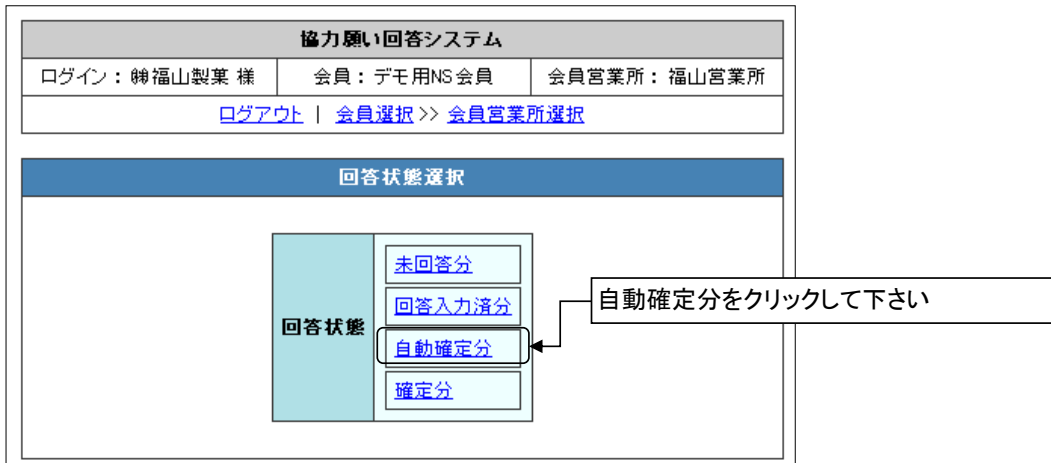 協力願い回答システム
ログイン：㈱福山製菓 様 会員：デモ用NS会員 会員営業所：福山営業所
ログアウト | 会員選択>> 会員営業所選択
回答状態選択
回答状態
未回答分
回答入力済分
自動確定分
確定分
自動確定分をクリックして下さい